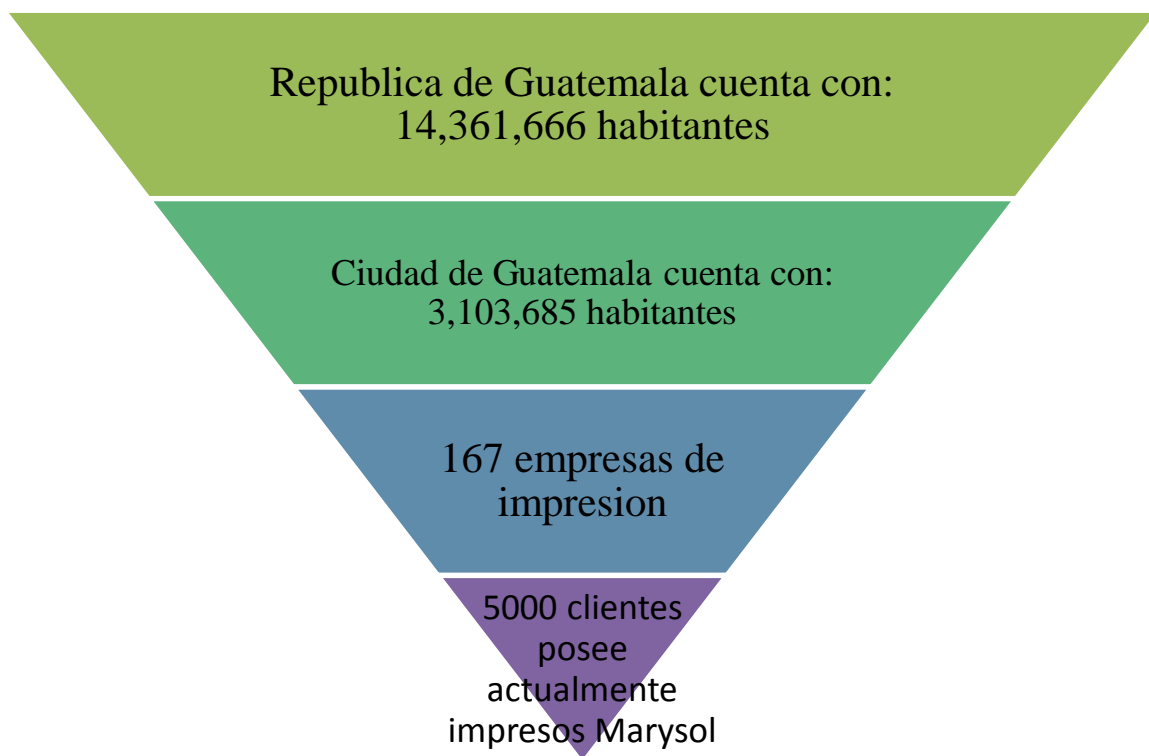 Republica de Guatemala cuenta con:
14,361,666 habitantes
Ciudad de Guatemala cuenta con:
3,103,685 habitantes
167 empresas de
impresion
5000 clientes
posee
actualmente
impresos Marysol